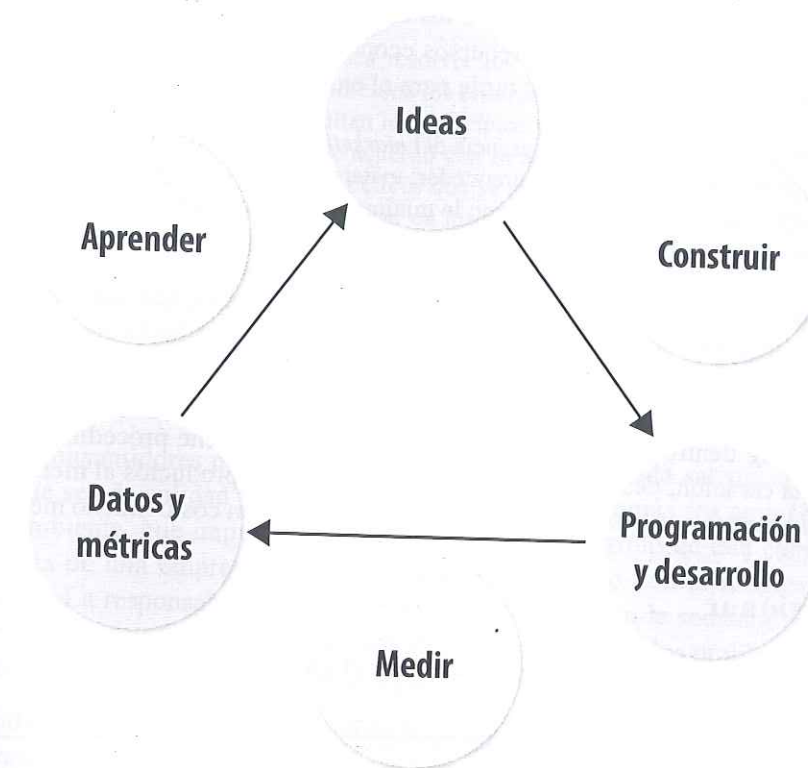 Ideas
Aprender
Construir
Datos y
métricas
Programación
y desarrollo
Medir